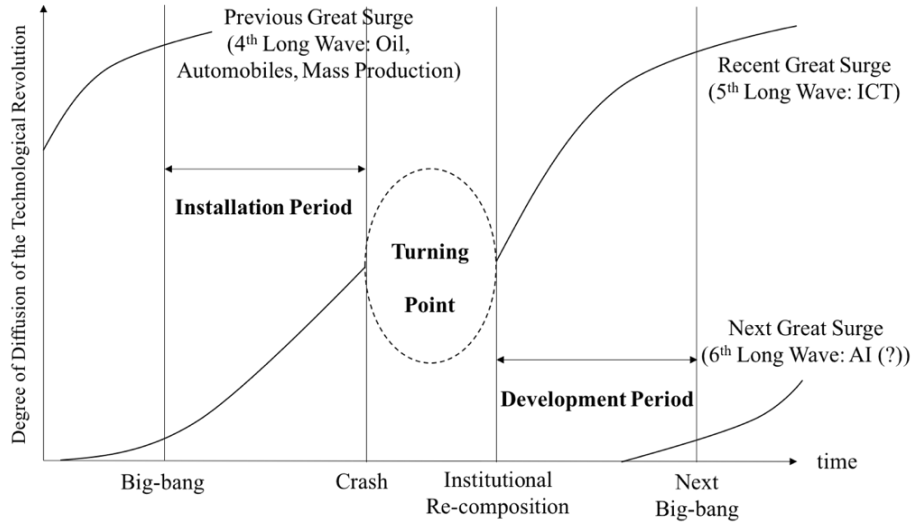 Degree of Diffusion of the Technological Revolution
Previous Great Surge
(4th Long Wave: Oil,
Automobiles, Mass Production)
Recent Great Surge
(5th Long Wave: ICT)
Installation Period
Turning
Point
Next Great Surge
(6th Long Wave: AI (?))
Development Period
time
Big-bang
Crash
Institutional
Re-composition
Next
Big-bang